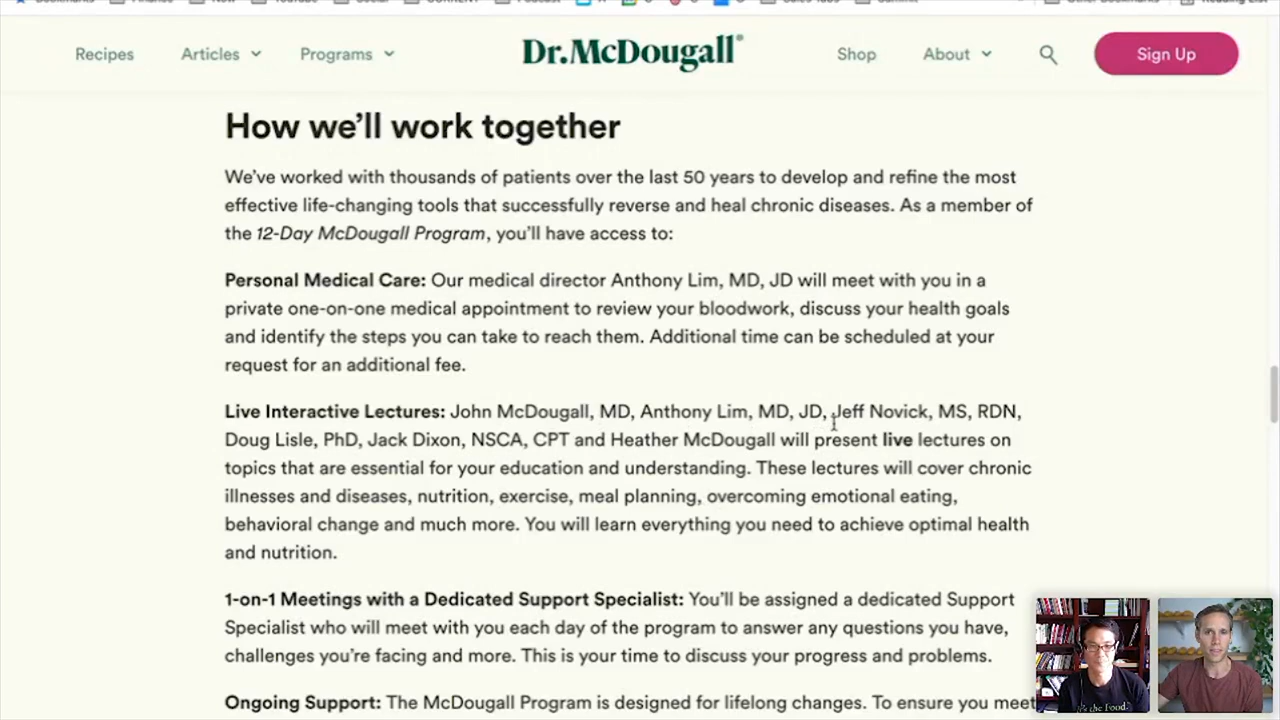 Recipes Articles Programs Dr.McDougall® Shop About Sign Up
How we'll work together
We've worked with thousands of patients over the last 50 years to develop and refine the most
effective life-changing tools that successfully reverse and heal chronic diseases. As a member of
the 12-Day McDougall Program, you'll have access to:
Personal Medical Care: Our medical director Anthony Lim, MD, JD will meet with you in a
private one-on-one medical appointment to review your bloodwork, discuss your health goals
and identify the steps you can take to reach them. Additional time can be scheduled at your
request for an additional fee.
Live Interactive Lectures: John McDougall, MD, Anthony Lim, MD, JD, Jeff Novick, MS, RDN,
Doug Lisle, PhD, Jack Dixon, NSCA, CPT and Heather McDougall will present live lectures on
topics that are essential for your education and understanding. These lectures will cover chronic
illnesses and diseases, nutrition, exercise, meal planning, overcoming emotional eating,
behavioral change and much more. You will learn everything you need to achieve optimal health
and nutrition.
1-on-1 Meetings with a Dedicated Support Specialist: You'll be assigned a dedicated Support
Specialist who will meet with you each day of the program to answer any questions you have,
challenges you're facing and more. This is your time to discuss your progress and problems.
Ongoing Support: The McDougall Program is designed for lifelong changes. To ensure you meet
It's the Food.